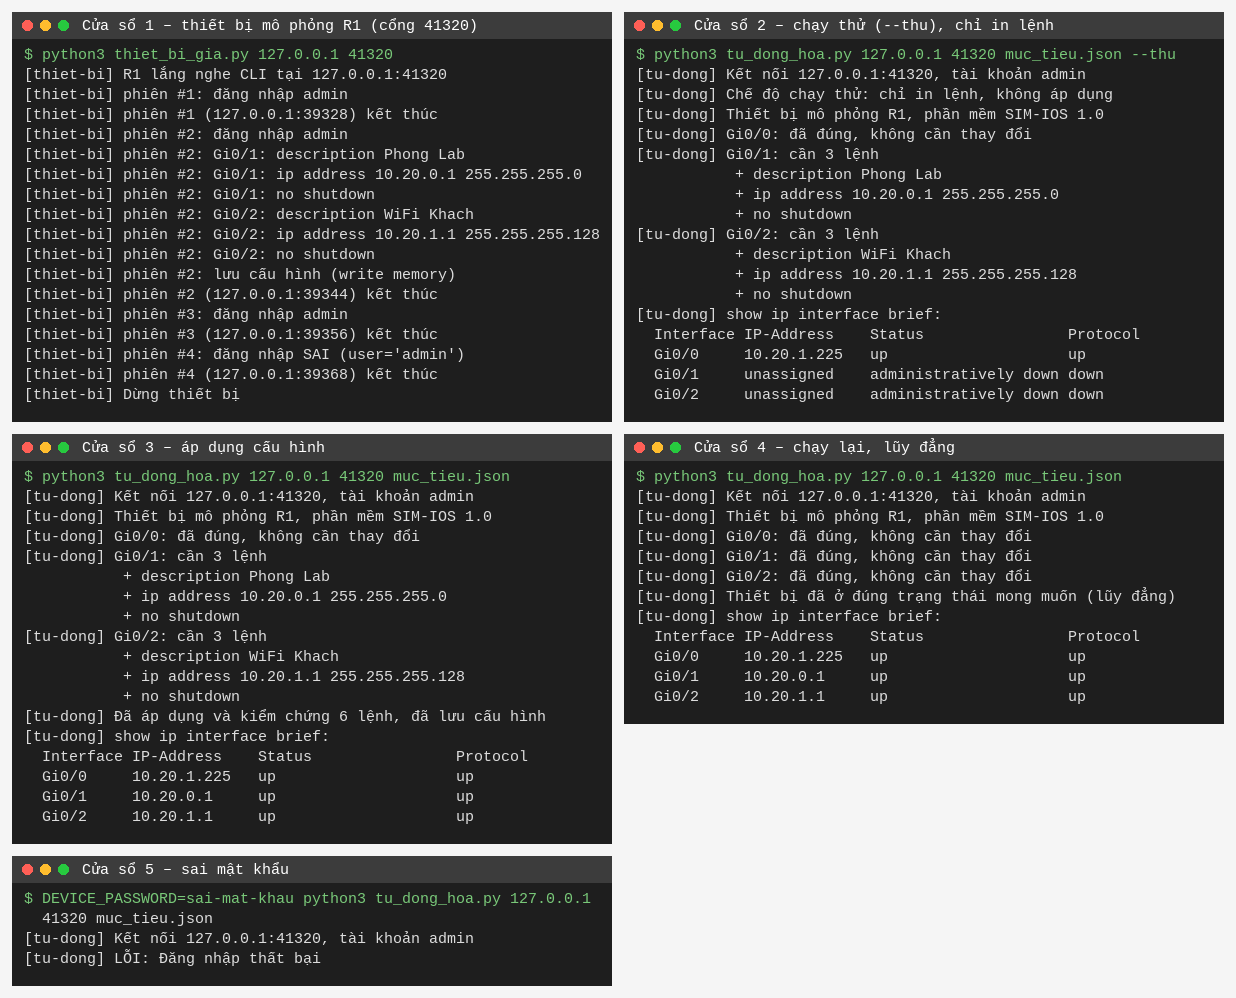 Cửa sổ 1 – thiết bị mô phỏng R1 (cổng 41320)
$ python3 thiet_bi_gia.py 127.0.0.1 41320
[thiet-bi] R1 lắng nghe CLI tại 127.0.0.1:41320
[thiet-bi] phiên #1: đăng nhập admin
[thiet-bi] phiên #1 (127.0.0.1:39328) kết thúc
[thiet-bi] phiên #2: đăng nhập admin
[thiet-bi] phiên #2: Gi0/1: description Phong Lab
[thiet-bi] phiên #2: Gi0/1: ip address 10.20.0.1 255.255.255.0
[thiet-bi] phiên #2: Gi0/1: no shutdown
[thiet-bi] phiên #2: Gi0/2: description WiFi Khach
[thiet-bi] phiên #2: Gi0/2: ip address 10.20.1.1 255.255.255.128
[thiet-bi] phiên #2: Gi0/2: no shutdown
[thiet-bi] phiên #2: lưu cấu hình (write memory)
[thiet-bi] phiên #2 (127.0.0.1:39344) kết thúc
[thiet-bi] phiên #3: đăng nhập admin
[thiet-bi] phiên #3 (127.0.0.1:39356) kết thúc
[thiet-bi] phiên #4: đăng nhập SAI (user='admin')
[thiet-bi] phiên #4 (127.0.0.1:39368) kết thúc
[thiet-bi] Dừng thiết bị
Cửa sổ 2 – chạy thử (--thu), chỉ in lệnh
$ python3 tu_dong_hoa.py 127.0.0.1 41320 muc_tieu.json --thu
[tu-dong] Kết nối 127.0.0.1:41320, tài khoản admin
[tu-dong] Chế độ chạy thử: chỉ in lệnh, không áp dụng
[tu-dong] Thiết bị mô phỏng R1, phần mềm SIM-IOS 1.0
[tu-dong] Gi0/0: đã đúng, không cần thay đổi
[tu-dong] Gi0/1: cần 3 lệnh
+ description Phong Lab
+ ip address 10.20.0.1 255.255.255.0
+ no shutdown
[tu-dong] Gi0/2: cần 3 lệnh
+ description WiFi Khach
+ ip address 10.20.1.1 255.255.255.128
+ no shutdown
[tu-dong] show ip interface brief:
Interface IP-Address    Status                Protocol
Gi0/0     10.20.1.225   up                    up
Gi0/1     unassigned    administratively down down
Gi0/2     unassigned    administratively down down
Cửa sổ 3 – áp dụng cấu hình
$ python3 tu_dong_hoa.py 127.0.0.1 41320 muc_tieu.json
[tu-dong] Kết nối 127.0.0.1:41320, tài khoản admin
[tu-dong] Thiết bị mô phỏng R1, phần mềm SIM-IOS 1.0
[tu-dong] Gi0/0: đã đúng, không cần thay đổi
[tu-dong] Gi0/1: cần 3 lệnh
+ description Phong Lab
+ ip address 10.20.0.1 255.255.255.0
+ no shutdown
[tu-dong] Gi0/2: cần 3 lệnh
+ description WiFi Khach
+ ip address 10.20.1.1 255.255.255.128
+ no shutdown
[tu-dong] Đã áp dụng và kiểm chứng 6 lệnh, đã lưu cấu hình
[tu-dong] show ip interface brief:
Interface IP-Address    Status                Protocol
Gi0/0     10.20.1.225   up                    up
Gi0/1     10.20.0.1     up                    up
Gi0/2     10.20.1.1     up                    up
Cửa sổ 4 – chạy lại, lũy đẳng
$ python3 tu_dong_hoa.py 127.0.0.1 41320 muc_tieu.json
[tu-dong] Kết nối 127.0.0.1:41320, tài khoản admin
[tu-dong] Thiết bị mô phỏng R1, phần mềm SIM-IOS 1.0
[tu-dong] Gi0/0: đã đúng, không cần thay đổi
[tu-dong] Gi0/1: đã đúng, không cần thay đổi
[tu-dong] Gi0/2: đã đúng, không cần thay đổi
[tu-dong] Thiết bị đã ở đúng trạng thái mong muốn (lũy đẳng)
[tu-dong] show ip interface brief:
Interface IP-Address    Status                Protocol
Gi0/0     10.20.1.225   up                    up
Gi0/1     10.20.0.1     up                    up
Gi0/2     10.20.1.1     up                    up
Cửa sổ 5 – sai mật khẩu
$ DEVICE_PASSWORD=sai-mat-khau python3 tu_dong_hoa.py 127.0.0.1
41320 muc_tieu.json
[tu-dong] Kết nối 127.0.0.1:41320, tài khoản admin
[tu-dong] LỖI: Đăng nhập thất bại